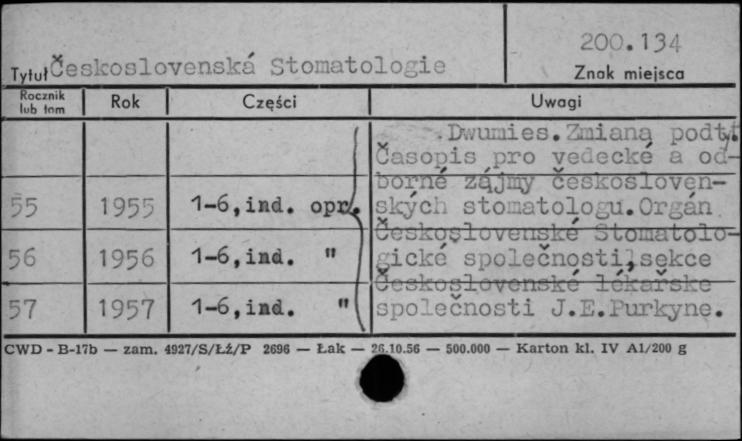 200.134
Tytuł Československá Stomatologie
Znak miejsca
Rocznik lub tom Rok Części Uwagi
Dwumies. Zmiana podtyt.
Časopis pro vedecké a od-
borné zájmy českosloven-
55 1955 1-6, ind. opr. ských stomatologu. Orgán
Československé Stomatolo-
56 1956 1-6, ind. " gické společnosti, sekce
Československé lékařske
57 1957 1-6, ind. " společnosti J.E.Purkyne.
CWD - B-17b — zam. 4927/S/ŁŹ/P 2696 — Łak — 26.10.56 — 500.000 — Karton kl. IV A1/200 g